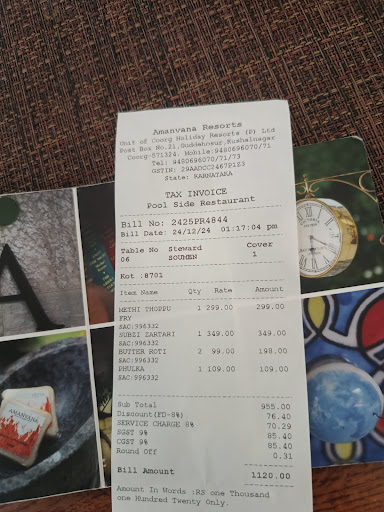 Amanvana Resorts
Unit of Coorg Holiday Resorts (P) Ltd
Post Box No.21,Guddehosur,Kushalnagar
Coorg-571324. Mobile:9480696070/71
Tel: 9480696070/71/73
GSTIN: 29AADCC2467P1Z3
State: KARNATAKA
TAX INVOICE
Pool Side Restaurant
Bill No: 2425PR4844
Bill Date: 24/12/24 01:17:04 pm
Table No Steward Cover
06 SOUMEN 1
Kot :8701
Item Name Qty Rate Amount
METHI THOPPU 1 299.00 299.00
FRY
SAC:996332
SUBZI ZARTARI 1 349.00 349.00
SAC:996332
BUTTER ROTI 2 99.00 198.00
SAC:996332
PHULKA 1 109.00 109.00
SAC:996332
Sub Total 955.00
Discount(FD-8%) 76.40
SERVICE CHARGE 8% 70.29
SGST 9% 85.40
CGST 9% 85.40
Round Off 0.31
Bill Amount 1120.00
Amount In Words :RS one Thousand
one Hundred Twenty Only.
A
AMANVANA